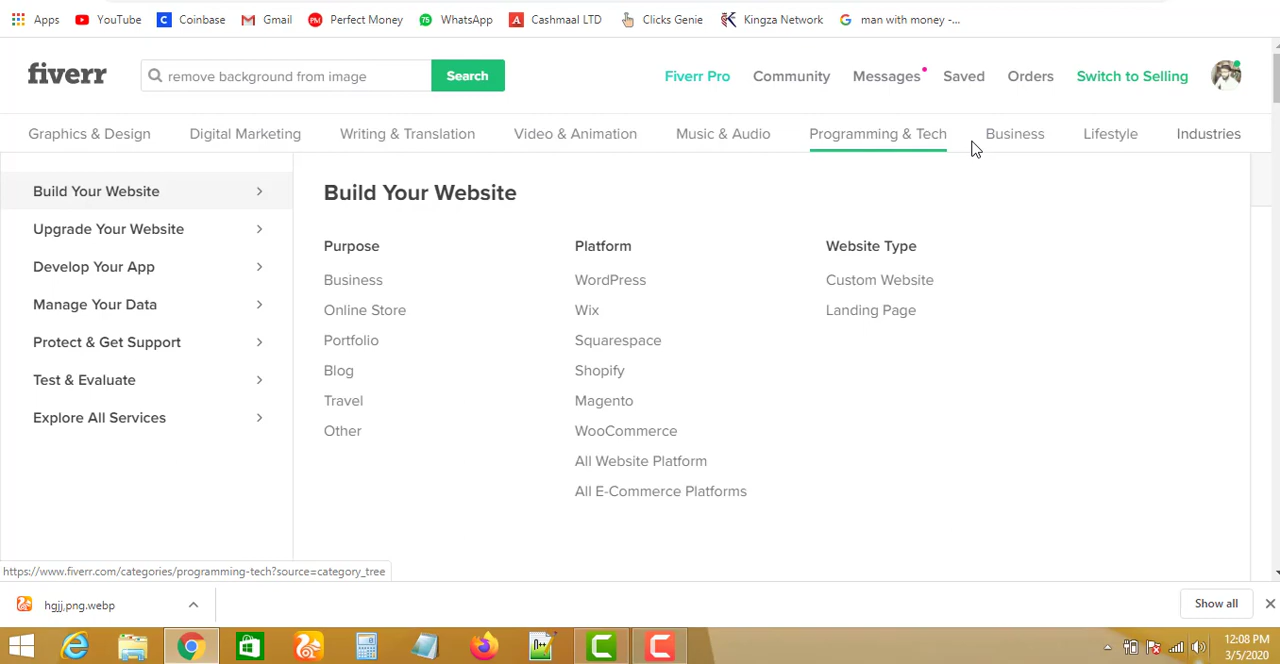 Apps YouTube Coinbase Gmail Perfect Money WhatsApp Cashmaal LTD Clicks Genie Kingza Network man with money -...
fiverr remove background from image Search Fiverr Pro Community Messages Saved Orders Switch to Selling
Graphics & Design Digital Marketing Writing & Translation Video & Animation Music & Audio Programming & Tech Business Lifestyle Industries
Build Your Website
Upgrade Your Website
Develop Your App
Manage Your Data
Protect & Get Support
Test & Evaluate
Explore All Services
Build Your Website
Purpose
Business
Online Store
Portfolio
Blog
Travel
Other
Platform
WordPress
Wix
Squarespace
Shopify
Magento
WooCommerce
All Website Platform
All E-Commerce Platforms
Website Type
Custom Website
Landing Page
https://www.fiverr.com/categories/programming-tech?source=category_tree
hgjj,png.webp Show all
12:08 PM
3/5/2020